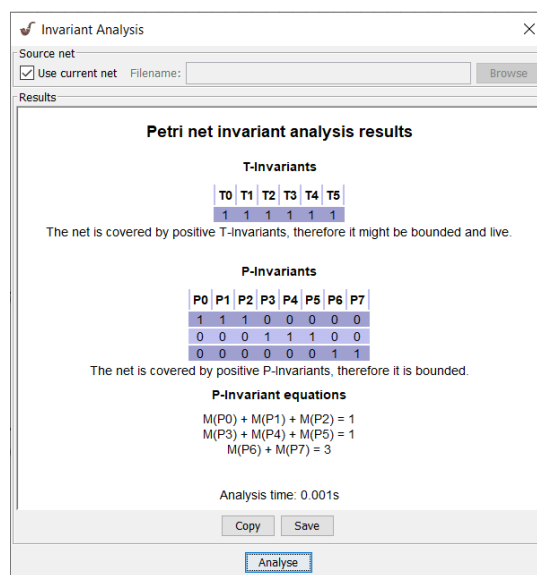 Invariant Analysis
Source net
Use current net Filename: Browse
Results
Petri net invariant analysis results
T-Invariants
T0 T1 T2 T3 T4 T5
1 1 1 1 1 1
The net is covered by positive T-Invariants, therefore it might be bounded and live.
P-Invariants
P0 P1 P2 P3 P4 P5 P6 P7
1 1 1 0 0 0 0 0
0 0 0 1 1 1 0 0
0 0 0 0 0 0 1 1
The net is covered by positive P-Invariants, therefore it is bounded.
P-Invariant equations
M(P0) + M(P1) + M(P2) = 1
M(P3) + M(P4) + M(P5) = 1
M(P6) + M(P7) = 3
Analysis time: 0.001s
Copy Save
Analyse